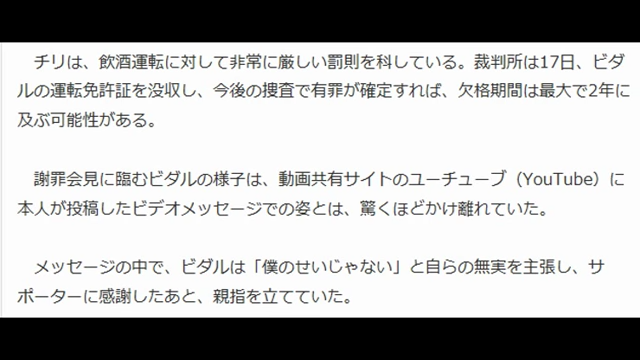 チリは、飲酒運転に対して非常に厳しい罰則を科している。裁判所は17日、ビダ
ルの運転免許証を没収し、今後の捜査で有罪が確定すれば、欠格期間は最大で2年に
及ぶ可能性がある。
謝罪会見に臨むビダルの様子は、動画共有サイトのユーチューブ（YouTube）に
本人が投稿したビデオメッセージでの姿とは、驚くほどかけ離れていた。
メッセージの中で、ビダルは「僕のせいじゃない」と自らの無実を主張し、サ
ポーターに感謝したあと、親指を立てていた。